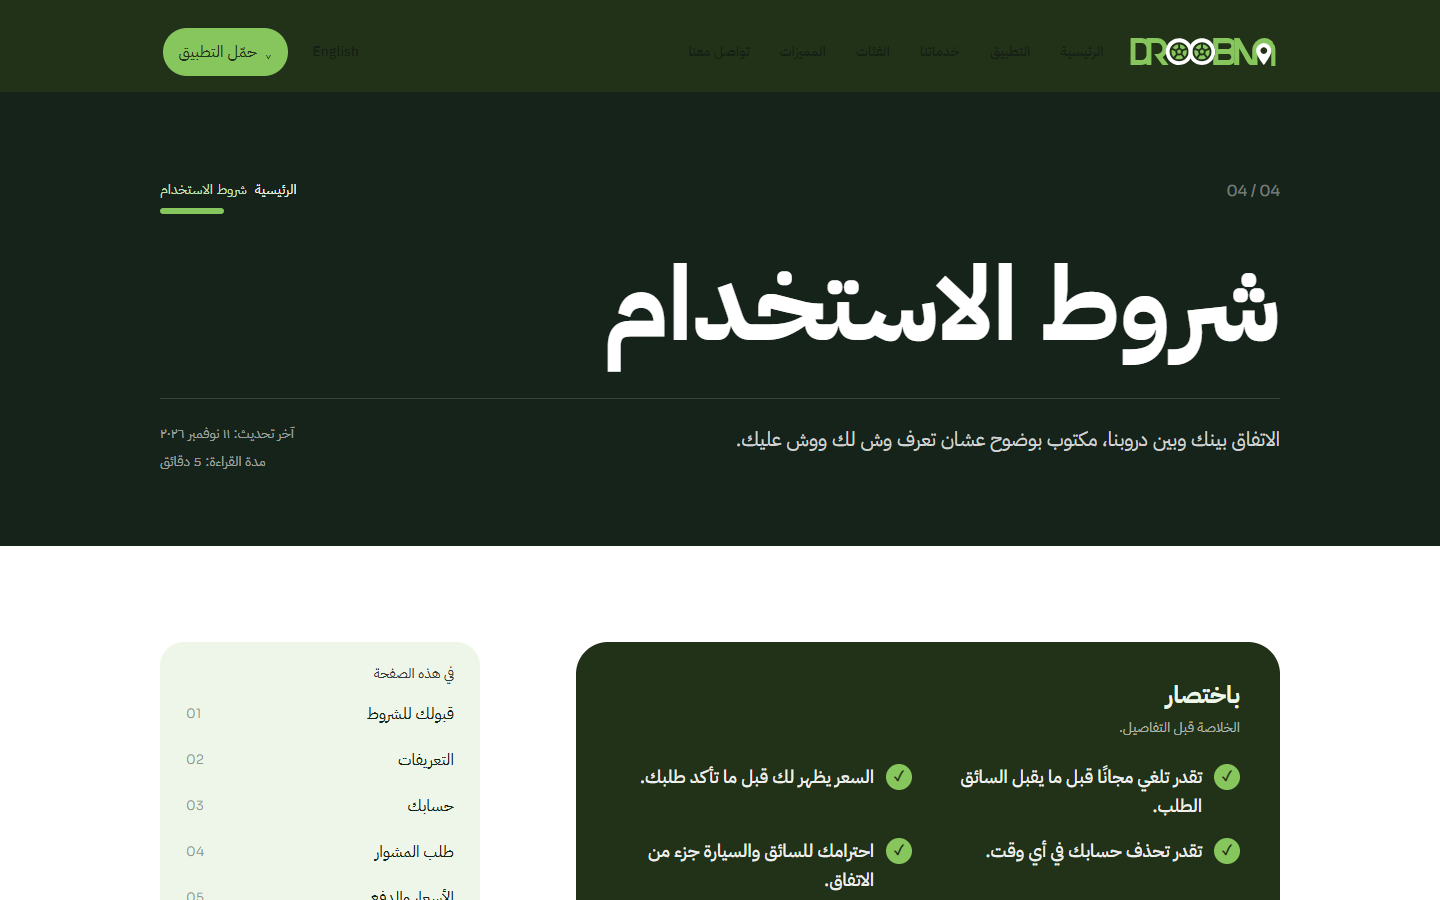 DROOBNA
الرئيسية
التطبيق
خدماتنا
الفئات
المميزات
تواصل معنا
English
حمّل التطبيق
04 / 04
الرئيسية شروط الاستخدام
شروط الاستخدام
الاتفاق بينك وبين دروبنا، مكتوب بوضوح عشان تعرف وش لك ووش عليك.
آخر تحديث: ١١ نوفمبر ٢٠٢٦
مدة القراءة: 5 دقائق
باختصار
الخلاصة قبل التفاصيل.
تقدر تلغي مجانًا قبل ما يقبل السائق
الطلب.
السعر يظهر لك قبل ما تأكد طلبك.
تقدر تحذف حسابك في أي وقت.
احترامك للسائق والسيارة جزء من
الاتفاق.
في هذه الصفحة
قبولك للشروط 01
التعريفات 02
حسابك 03
طلب المشوار 04
الأسعار والدفع 05